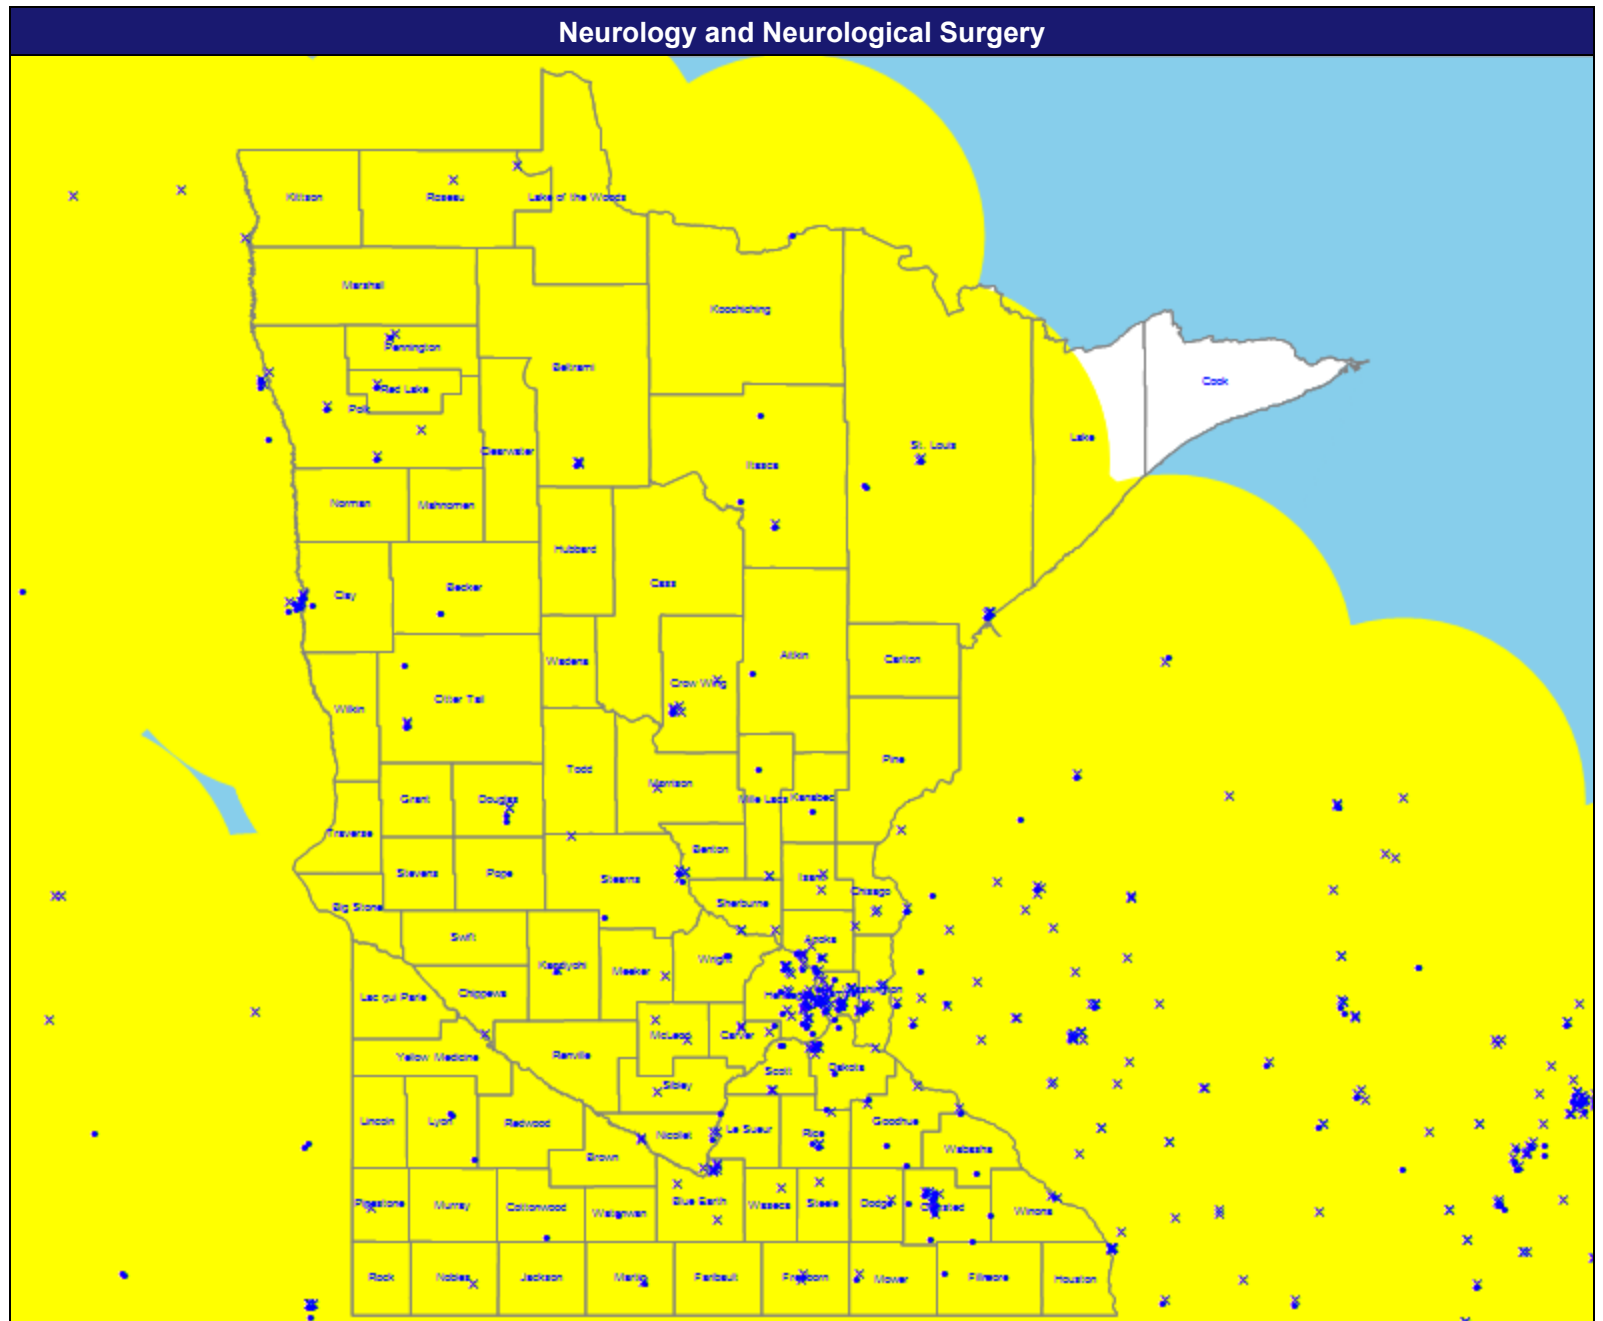 Neurology and Neurological Surgery
Kittson
Roseau
Lake of the Woods
Marshall
Koochiching
Pennington
Beltrami
Cook
Red Lake
Polk
Lake
Clearwater
St. Louis
Itasca
Norman
Mahnomen
Hubbard
Cass
Becker
Clay
Aitkin
Carlton
Wadena
Crow Wing
Otter Tail
Wilkin
Pine
Todd
Morrison
Grant
Douglas
Mille Lacs
Kanabec
Traverse
Benton
Stevens
Pope
Stearns
Isanti
Chisago
Sherburne
Big Stone
Swift
Anoka
Wright
Kandiyohi
Meeker
Lac qui Parle
Chippewa
Washington
McLeod
Carver
Yellow Medicine
Renville
Scott
Dakota
Sibley
Lincoln
Lyon
Redwood
Nicollet
Le Sueur
Rice
Goodhue
Brown
Wabasha
Pipestone
Murray
Cottonwood
Watonwan
Blue Earth
Waseca
Steele
Dodge
Olmsted
Winona
Rock
Nobles
Jackson
Martin
Faribault
Freeborn
Mower
Fillmore
Houston